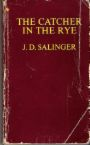 THE CATCHER
IN THE RYE
J. D. SALINGER